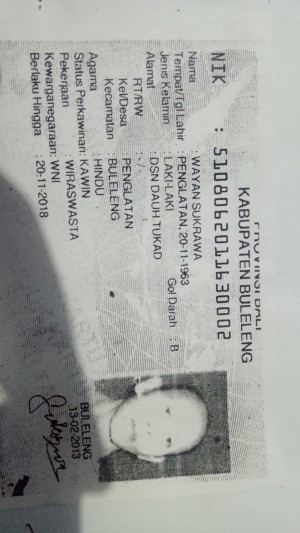 PROVINSI BALI
KABUPATEN BULELENG
NIK : 5108062011630002
Nama : WAYAN SUKRAWA
Tempat/Tgl Lahir : PENGLATAN, 20-11-1963
Jenis Kelamin : LAKI-LAKI Gol Darah : B
Alamat : DSN DAUH TUKAD
RT/RW : /
Kel/Desa : PENGLATAN
Kecamatan : BULELENG
Agama : HINDU
Status Perkawinan: KAWIN
Pekerjaan : WIRASWASTA
Kewarganegaraan: WNI
Berlaku Hingga : 20-11-2018
BULELENG
13-02-2013